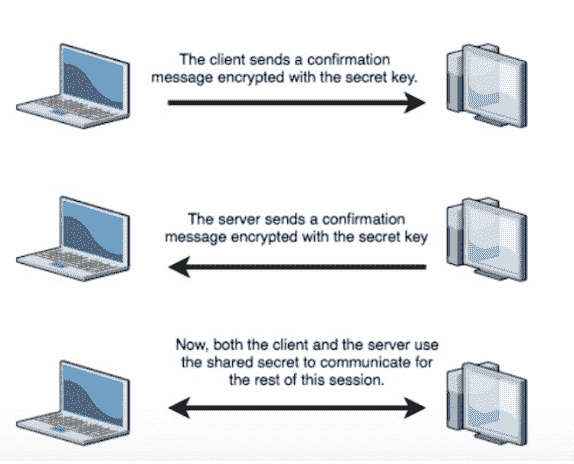 The client sends a confirmation
message encrypted with the secret key.
The server sends a confirmation
message encrypted with the secret key
Now, both the client and the server use
the shared secret to communicate for
the rest of this session.